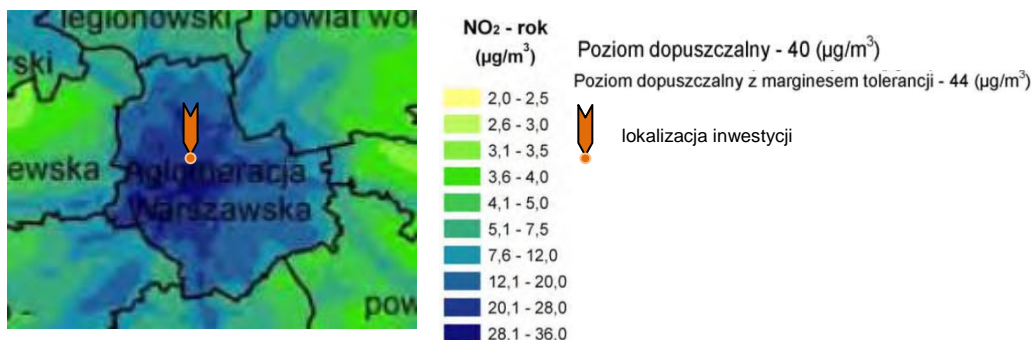 legionowski
powiat wo
rski
ewska
Aglomeracja
Warszawska
pow
NO₂ - rok
(µg/m³)
2,0 - 2,5
2,6 - 3,0
3,1 - 3,5
3,6 - 4,0
4,1 - 5,0
5,1 - 7,5
7,6 - 12,0
12,1 - 20,0
20,1 - 28,0
28,1 - 36,0
Poziom dopuszczalny - 40 (µg/m³)
Poziom dopuszczalny z marginesem tolerancji - 44 (µg/m³)
lokalizacja inwestycji